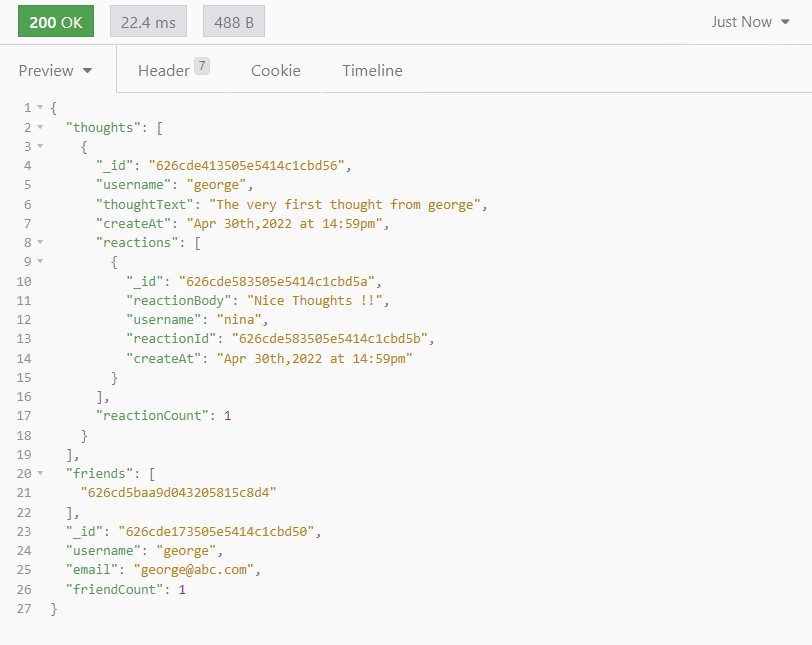 200 OK 22.4 ms 488 B Just Now
Preview Header 7 Cookie Timeline
1 {
2 "thoughts": [
3 {
4 "_id": "626cde413505e5414c1cbd56",
5 "username": "george",
6 "thoughtText": "The very first thought from george",
7 "createAt": "Apr 30th,2022 at 14:59pm",
8 "reactions": [
9 {
10 "_id": "626cde583505e5414c1cbd5a",
11 "reactionBody": "Nice Thoughts !!",
12 "username": "nina",
13 "reactionId": "626cde583505e5414c1cbd5b",
14 "createAt": "Apr 30th,2022 at 14:59pm"
15 }
16 ],
17 "reactionCount": 1
18 }
19 ],
20 "friends": [
21 "626cd5baa9d043205815c8d4"
22 ],
23 "_id": "626cde173505e5414c1cbd50",
24 "username": "george",
25 "email": "george@abc.com",
26 "friendCount": 1
27 }